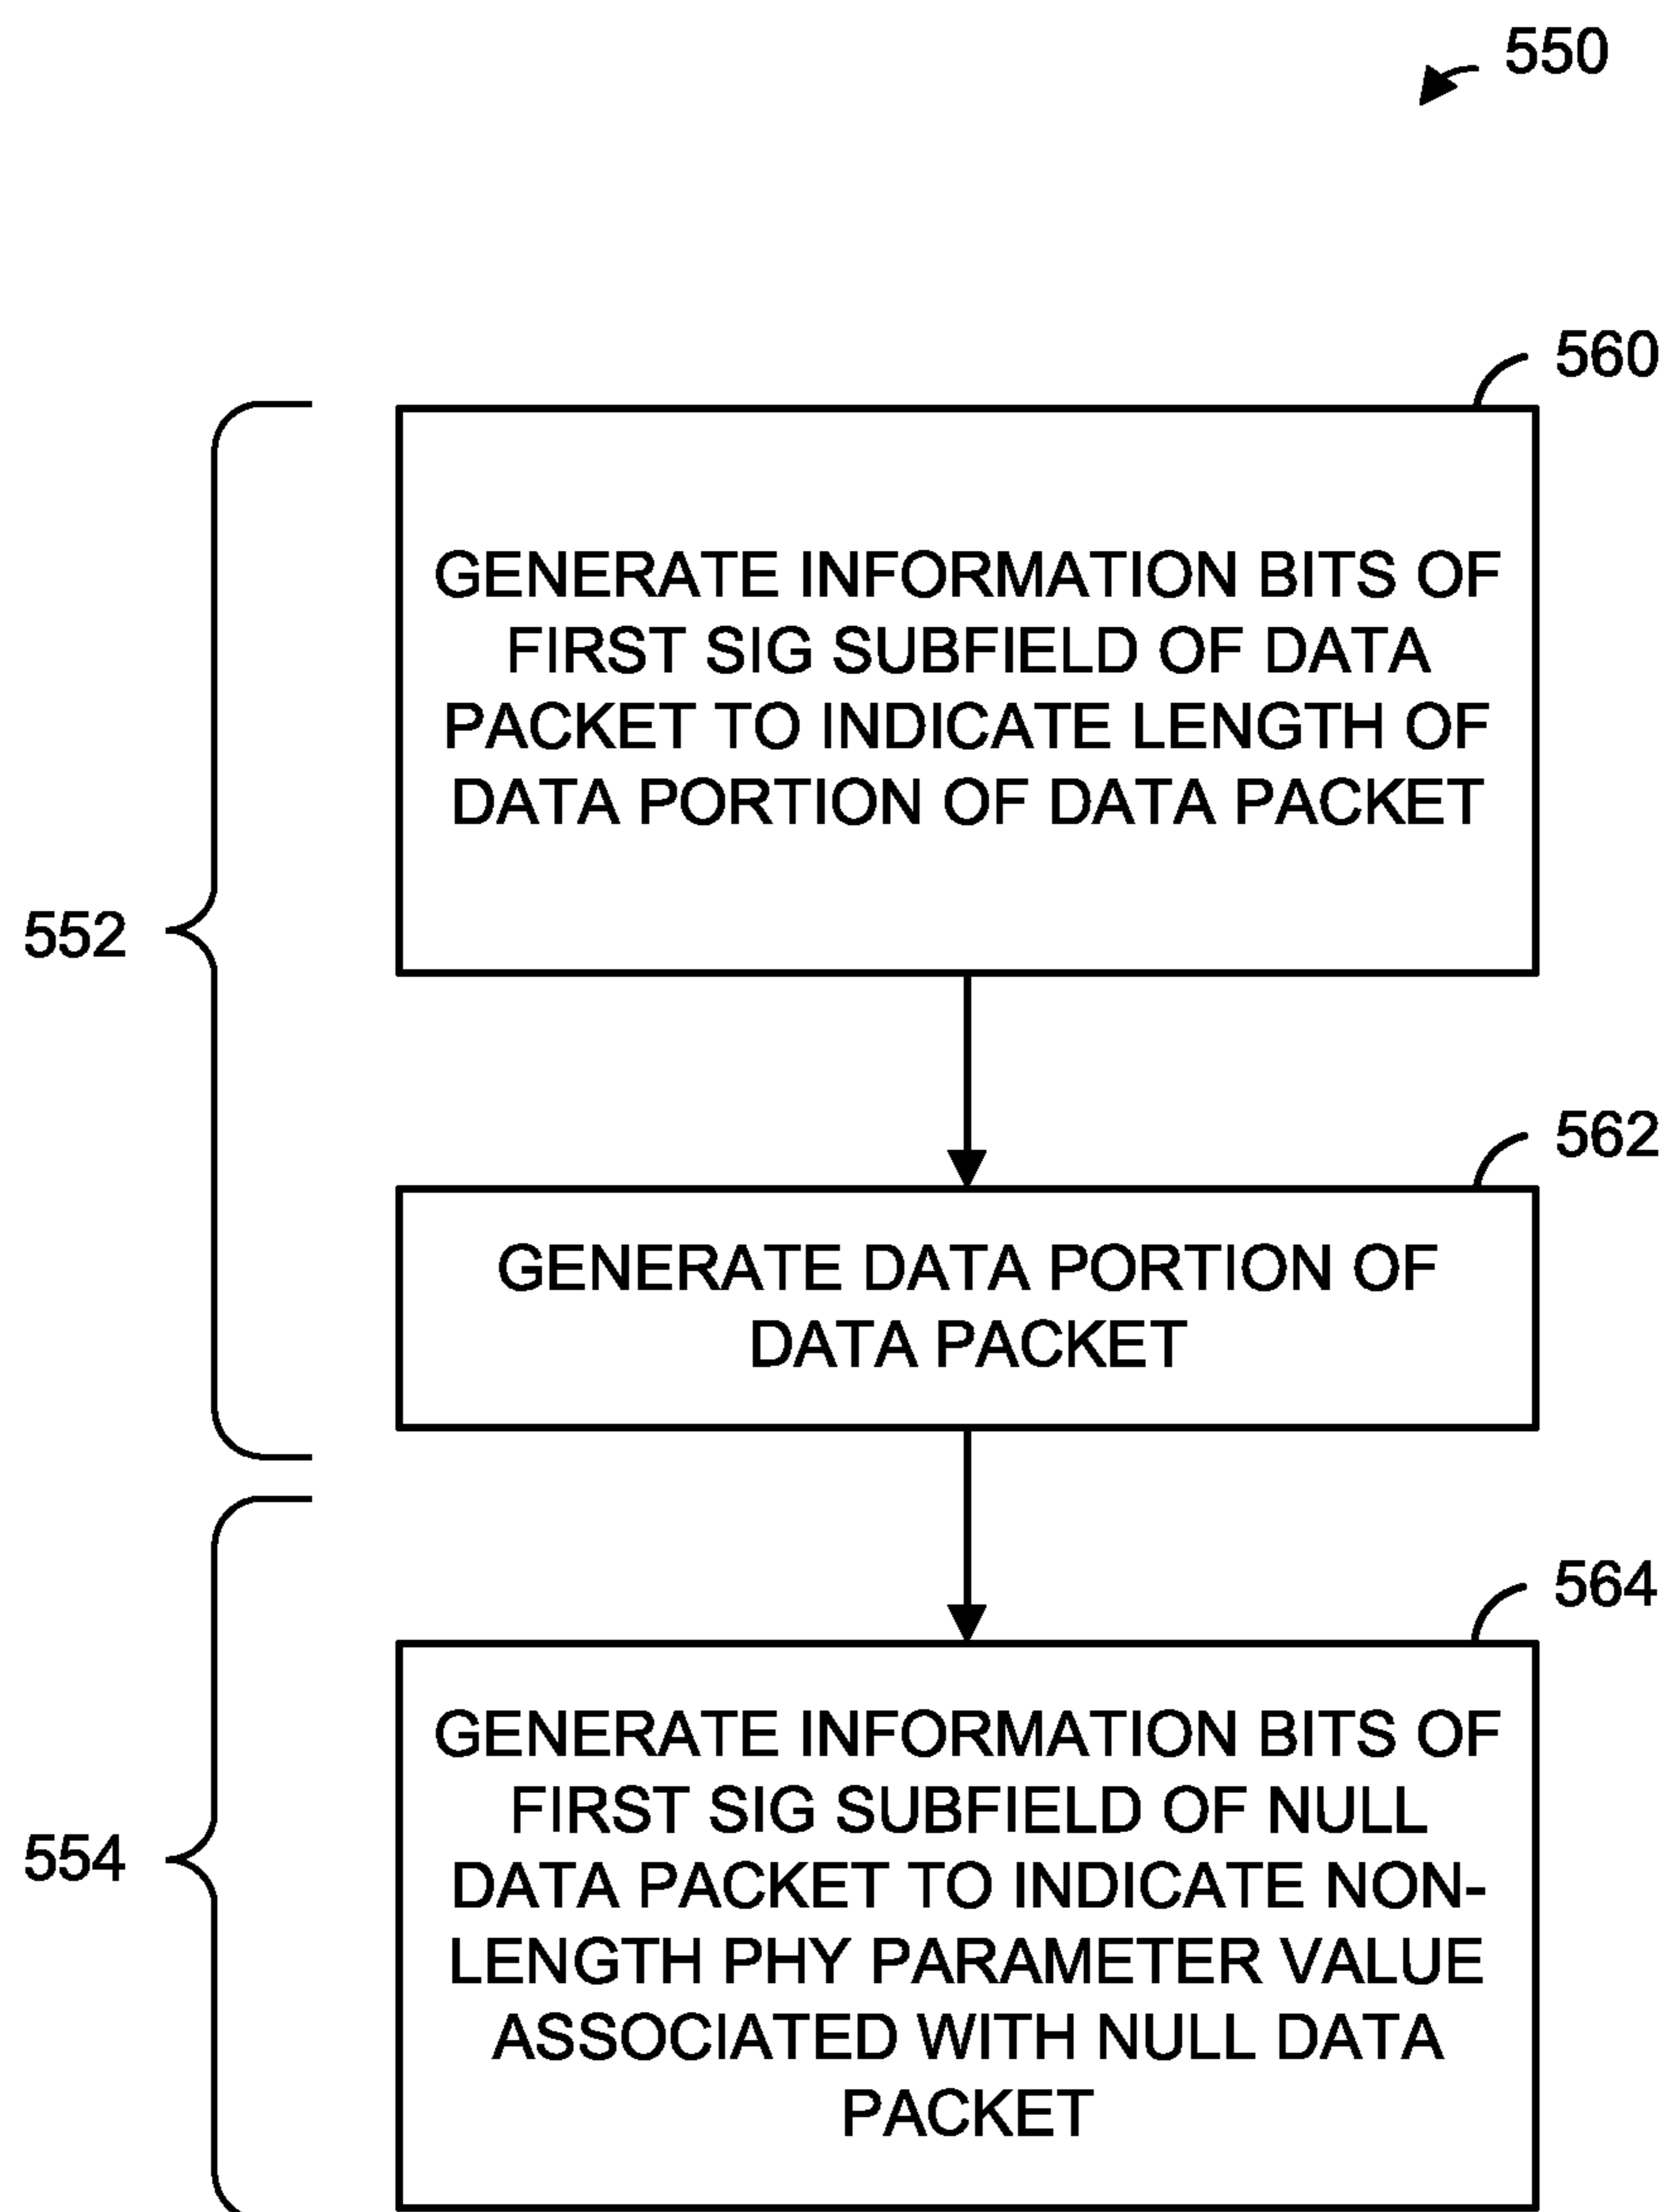 550
560
GENERATE INFORMATION BITS OF
FIRST SIG SUBFIELD OF DATA
PACKET TO INDICATE LENGTH OF
DATA PORTION OF DATA PACKET
552
562
GENERATE DATA PORTION OF
DATA PACKET
564
GENERATE INFORMATION BITS OF
FIRST SIG SUBFIELD OF NULL
DATA PACKET TO INDICATE NON-
LENGTH PHY PARAMETER VALUE
ASSOCIATED WITH NULL DATA
PACKET
554